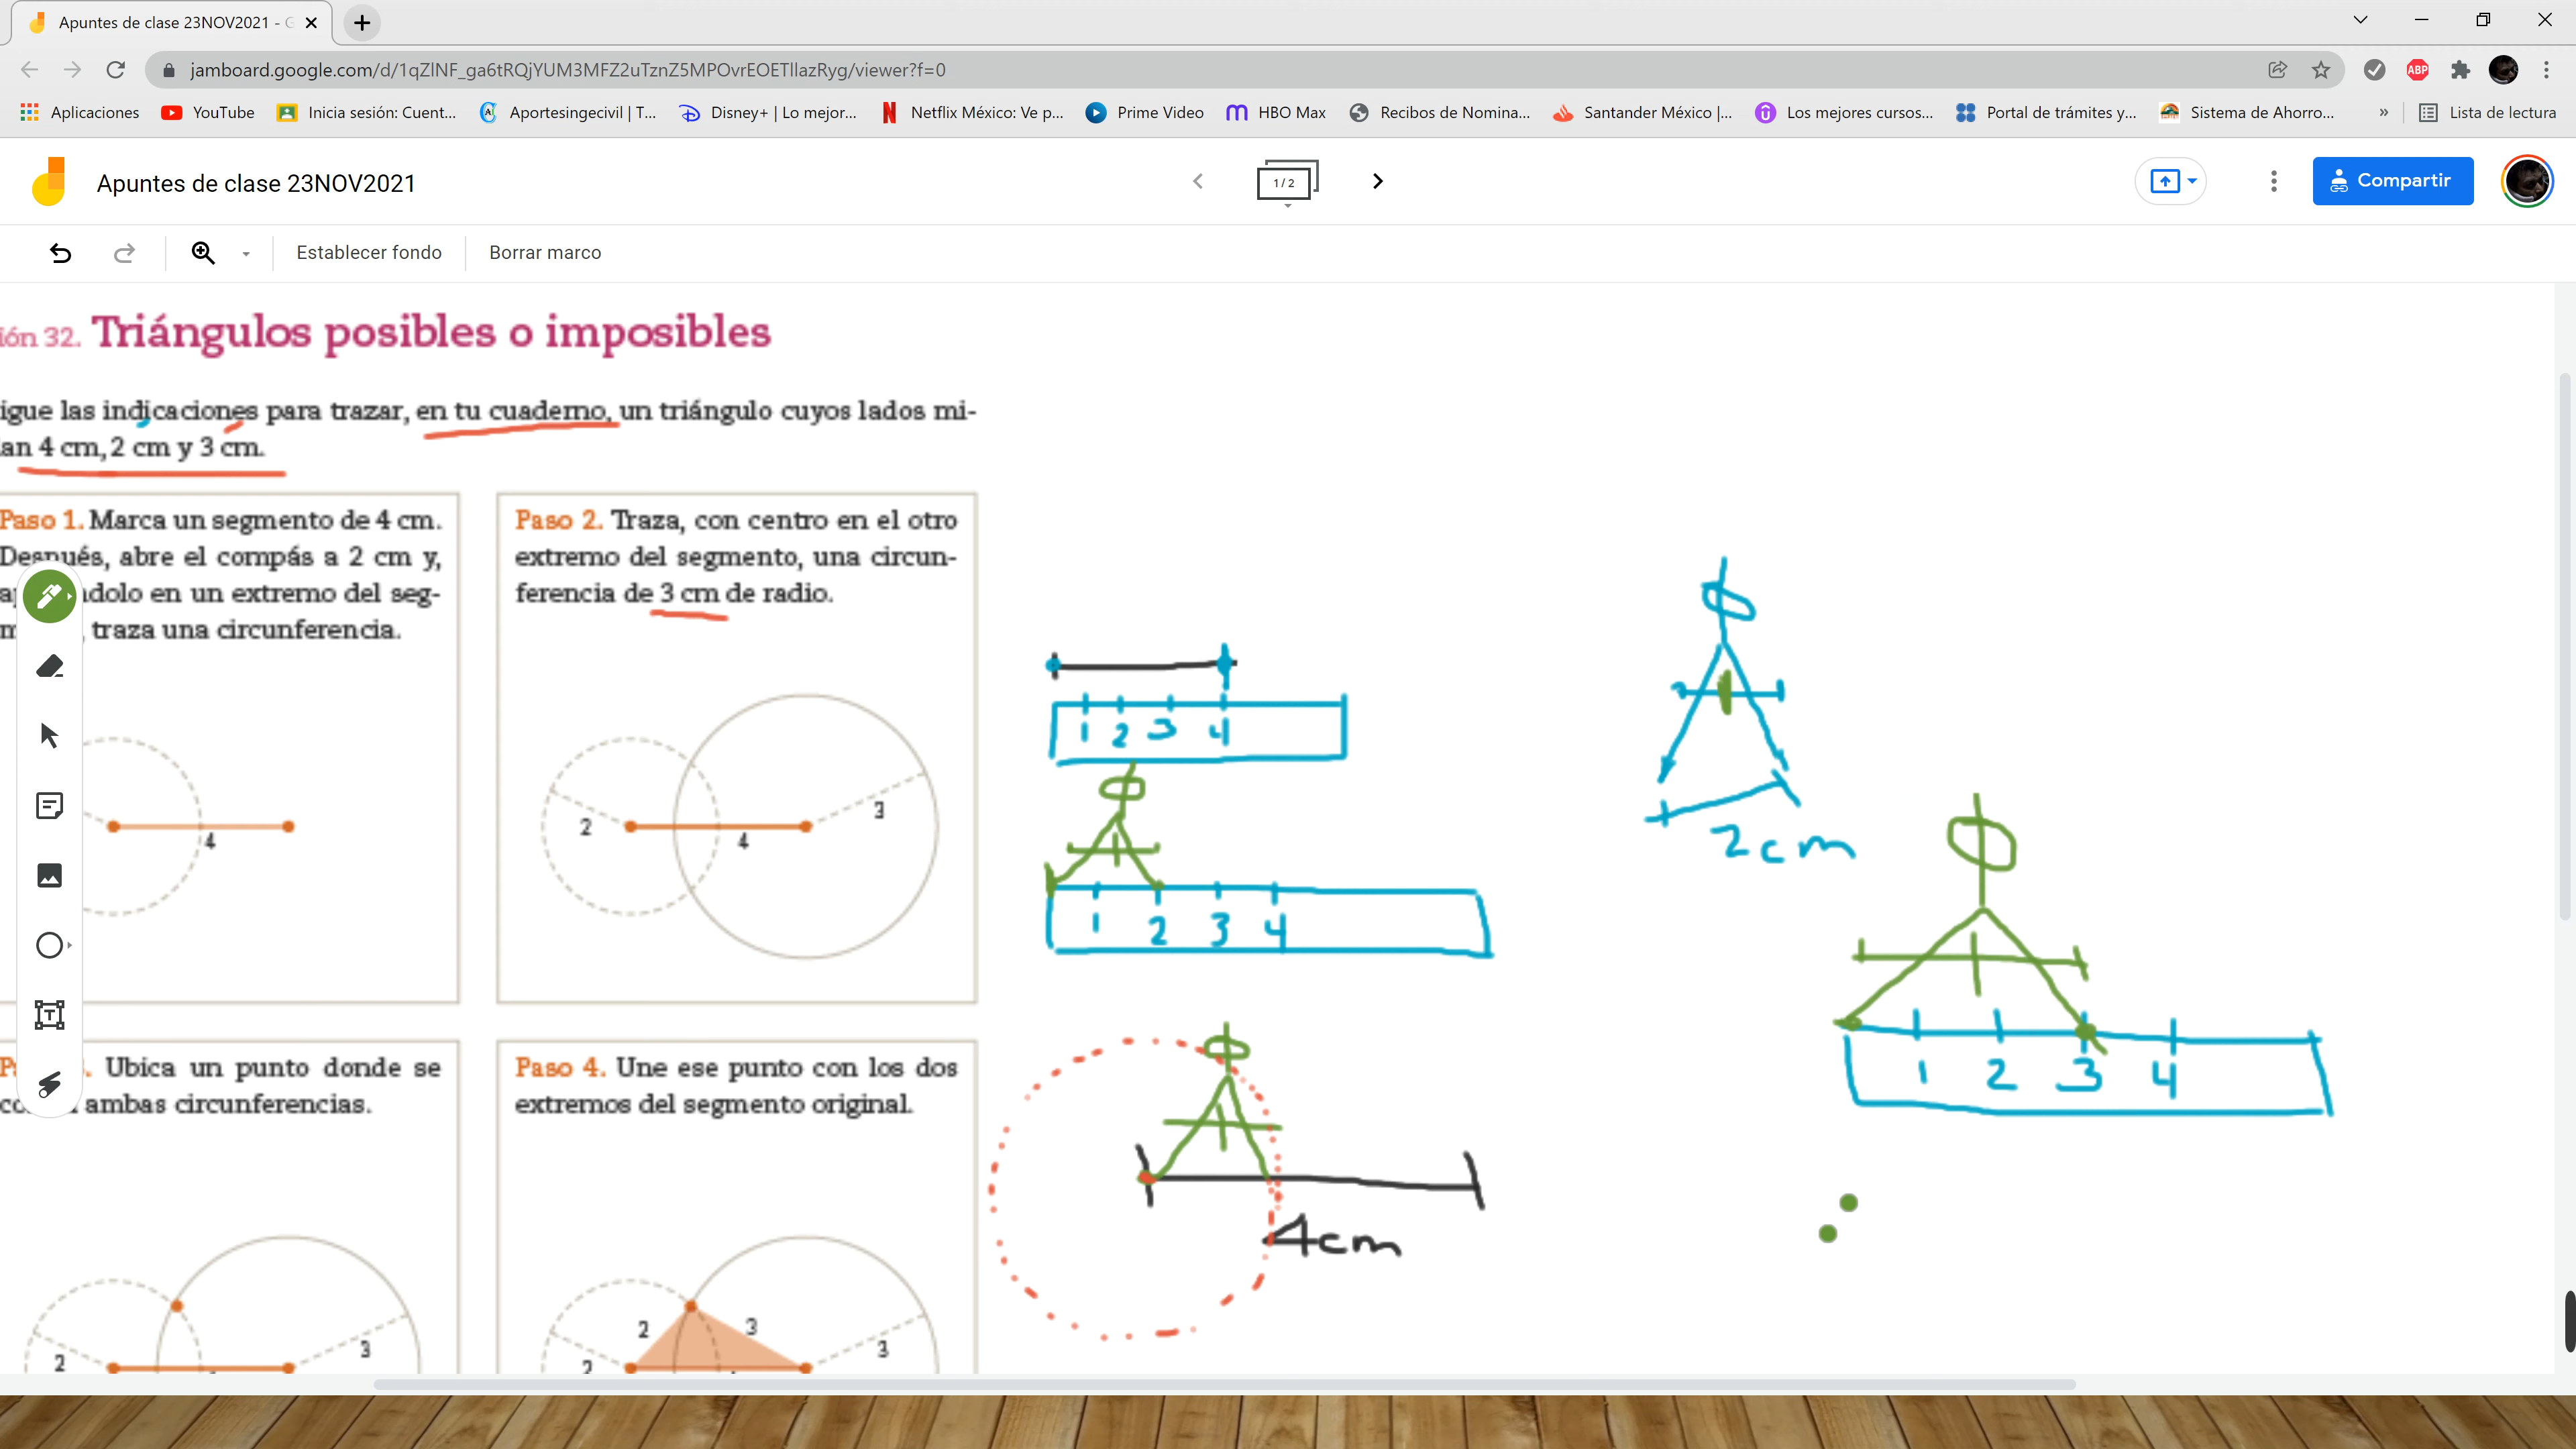 Apuntes de clase 23NOV2021 - G
jamboard.google.com/d/1qZlNF_ga6tRQjYUM3MFZ2uTznZ5MPOvrEOETllazRyg/viewer?f=0
ABP
Aplicaciones
YouTube
Inicia sesión: Cuent...
Aportesingecivil | T...
Disney+ | Lo mejor...
Netflix México: Ve p...
Prime Video
HBO Max
Recibos de Nomina...
Santander México |...
Los mejores cursos...
Portal de trámites y...
Sistema de Ahorro...
»
Lista de lectura
Apuntes de clase 23NOV2021
1 / 2
Compartir
Establecer fondo
Borrar marco
ión 32. Triángulos posibles o imposibles
igue las indicaciones para trazar, en tu cuaderno, un triángulo cuyos lados mi-
an 4 cm, 2 cm y 3 cm.
Paso 1. Marca un segmento de 4 cm.
Después, abre el compás a 2 cm y,
ndolo en un extremo del seg-
traza una circunferencia.
4
Paso 2. Traza, con centro en el otro
extremo del segmento, una circun-
ferencia de 3 cm de radio.
2
4
3
1 2 3 4
1 2 3 4
2cm
1 2 3 4
4cm
Ubica un punto donde se
ambas circunferencias.
2
3
Paso 4. Une ese punto con los dos
extremos del segmento original.
2
3
2
3